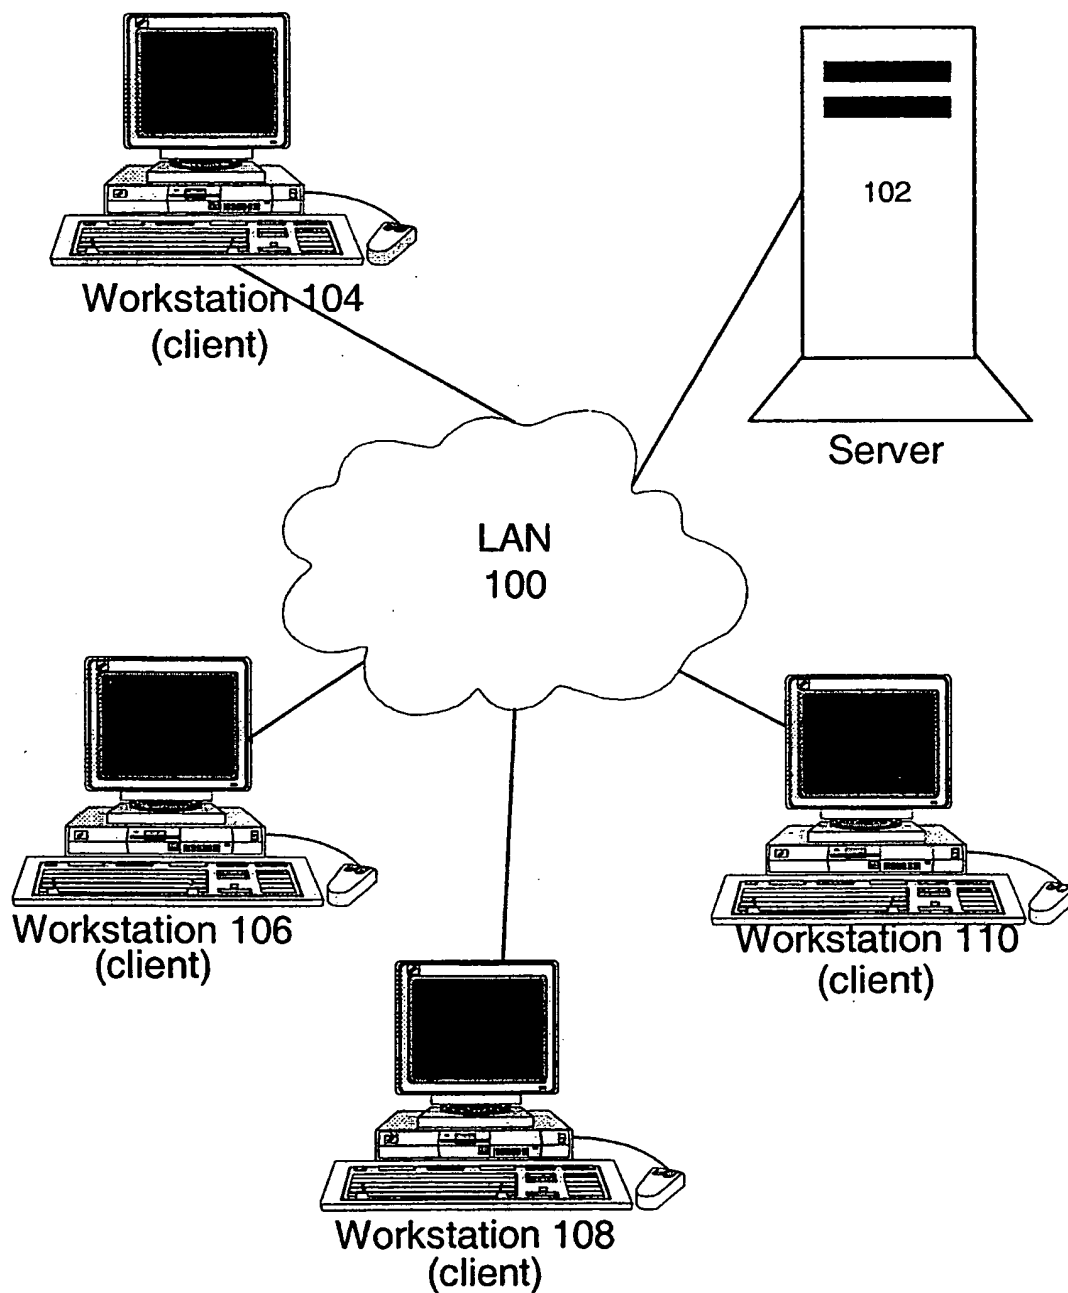 102
Workstation 104
(client)
Server
LAN
100
Workstation 106
(client)
Workstation 110
(client)
Workstation 108
(client)